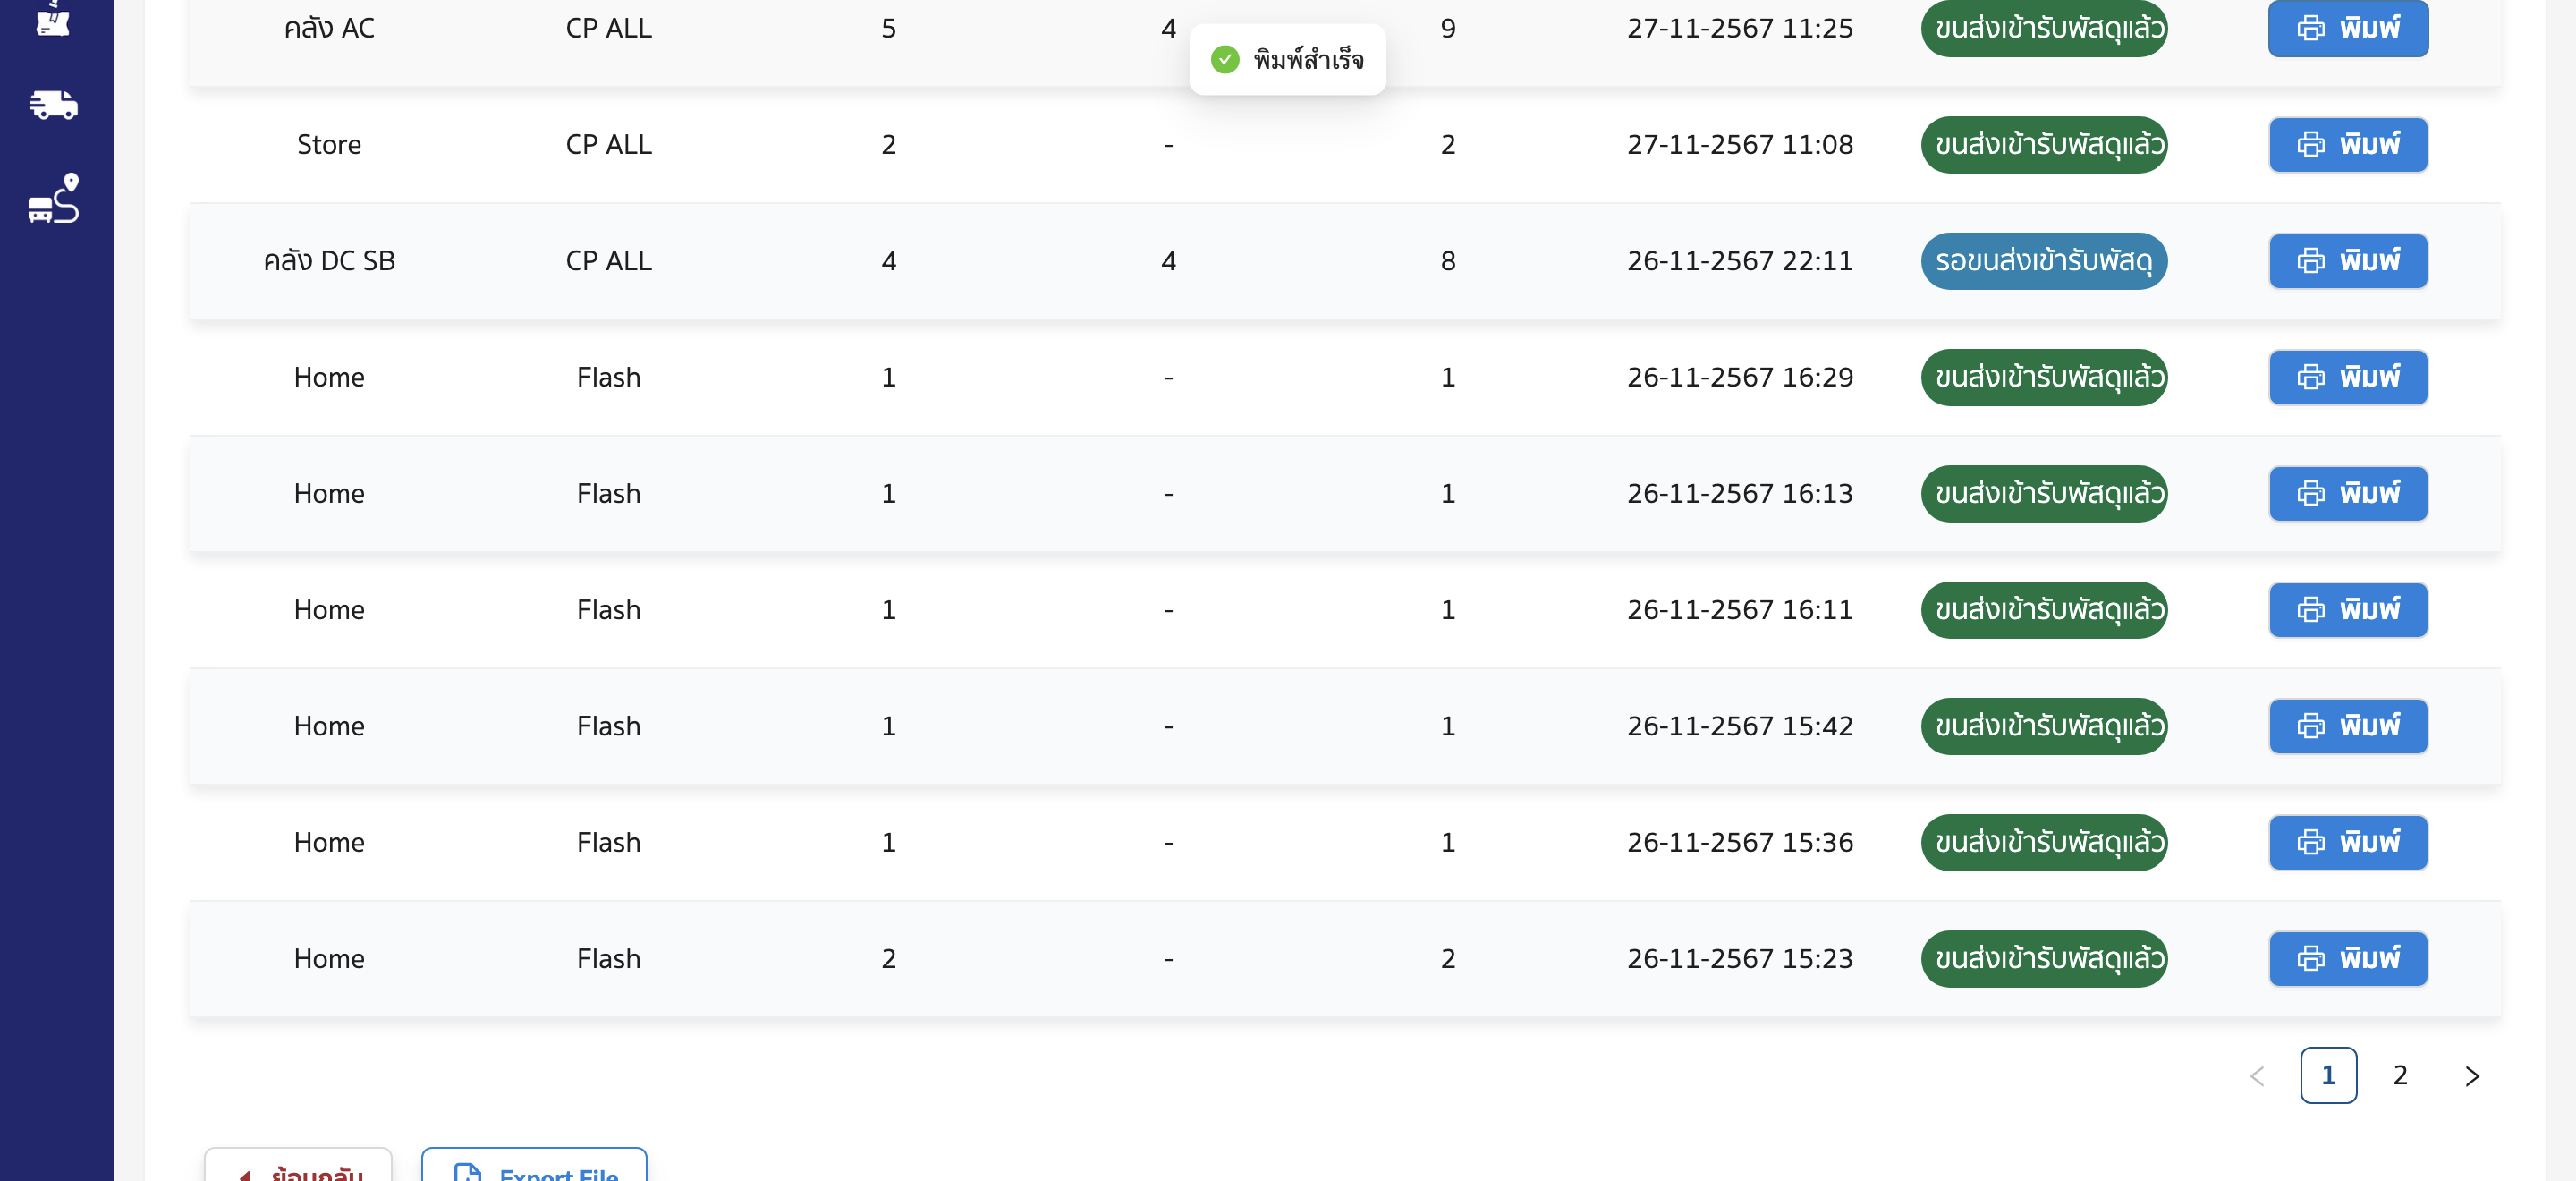 คลัง AC CP ALL 5 4 9 27-11-2567 11:25 ขนส่งเข้ารับพัสดุแล้ว พิมพ์
พิมพ์สำเร็จ
Store CP ALL 2 - 2 27-11-2567 11:08 ขนส่งเข้ารับพัสดุแล้ว พิมพ์
คลัง DC SB CP ALL 4 4 8 26-11-2567 22:11 รอขนส่งเข้ารับพัสดุ พิมพ์
Home Flash 1 - 1 26-11-2567 16:29 ขนส่งเข้ารับพัสดุแล้ว พิมพ์
Home Flash 1 - 1 26-11-2567 16:13 ขนส่งเข้ารับพัสดุแล้ว พิมพ์
Home Flash 1 - 1 26-11-2567 16:11 ขนส่งเข้ารับพัสดุแล้ว พิมพ์
Home Flash 1 - 1 26-11-2567 15:42 ขนส่งเข้ารับพัสดุแล้ว พิมพ์
Home Flash 1 - 1 26-11-2567 15:36 ขนส่งเข้ารับพัสดุแล้ว พิมพ์
Home Flash 2 - 2 26-11-2567 15:23 ขนส่งเข้ารับพัสดุแล้ว พิมพ์
< 1 2 >
ย้อนกลับ Export File